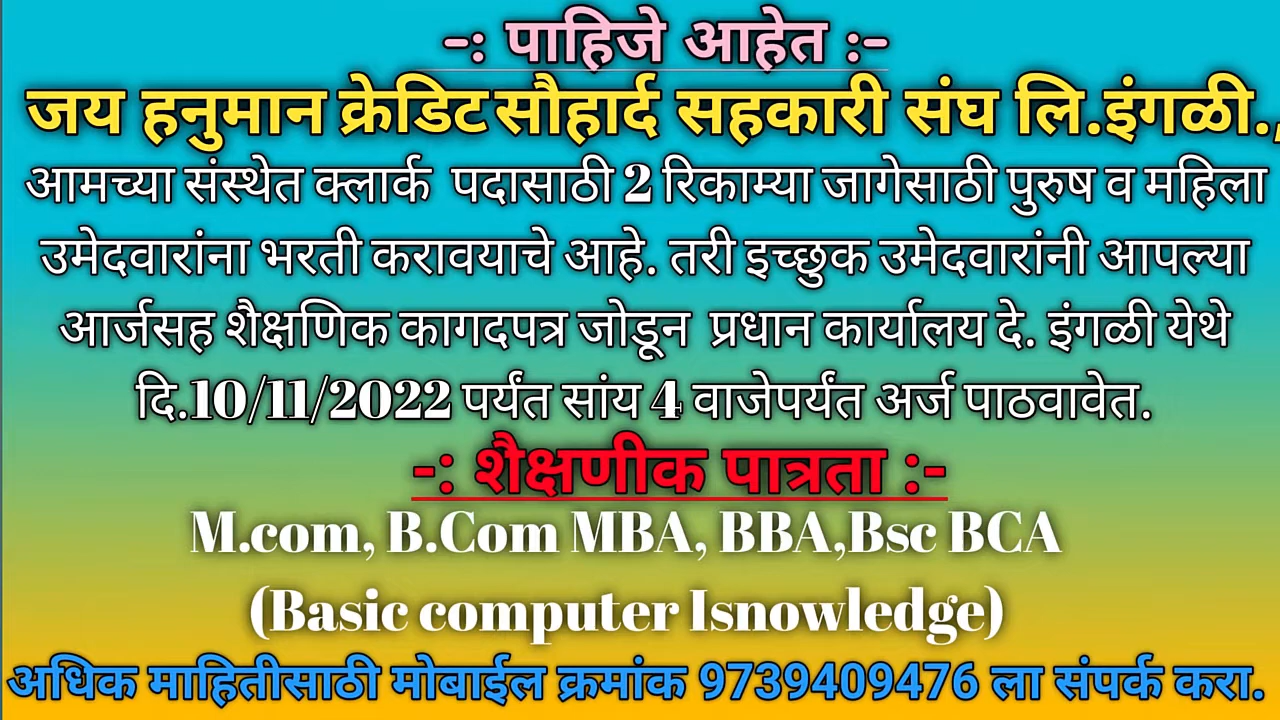 -: पाहिजे आहेत :-
जय हनुमान क्रेडिट सौहार्द सहकारी संघ लि.इंगळी.,
आमच्या संस्थेत क्लार्क पदासाठी 2 रिकाम्या जागेसाठी पुरुष व महिला
उमेदवारांना भरती करावयाचे आहे. तरी इच्छुक उमेदवारांनी आपल्या
आर्जसह शैक्षणिक कागदपत्र जोडून प्रधान कार्यालय दे. इंगळी येथे
दि.10/11/2022 पर्यंत सांय 4 वाजेपर्यंत अर्ज पाठवावेत.
-: शैक्षणीक पात्रता :-
M.com, B.Com MBA, BBA,Bsc BCA
(Basic computer Isnowledge)
अधिक माहितीसाठी मोबाईल क्रमांक 9739409476 ला संपर्क करा.